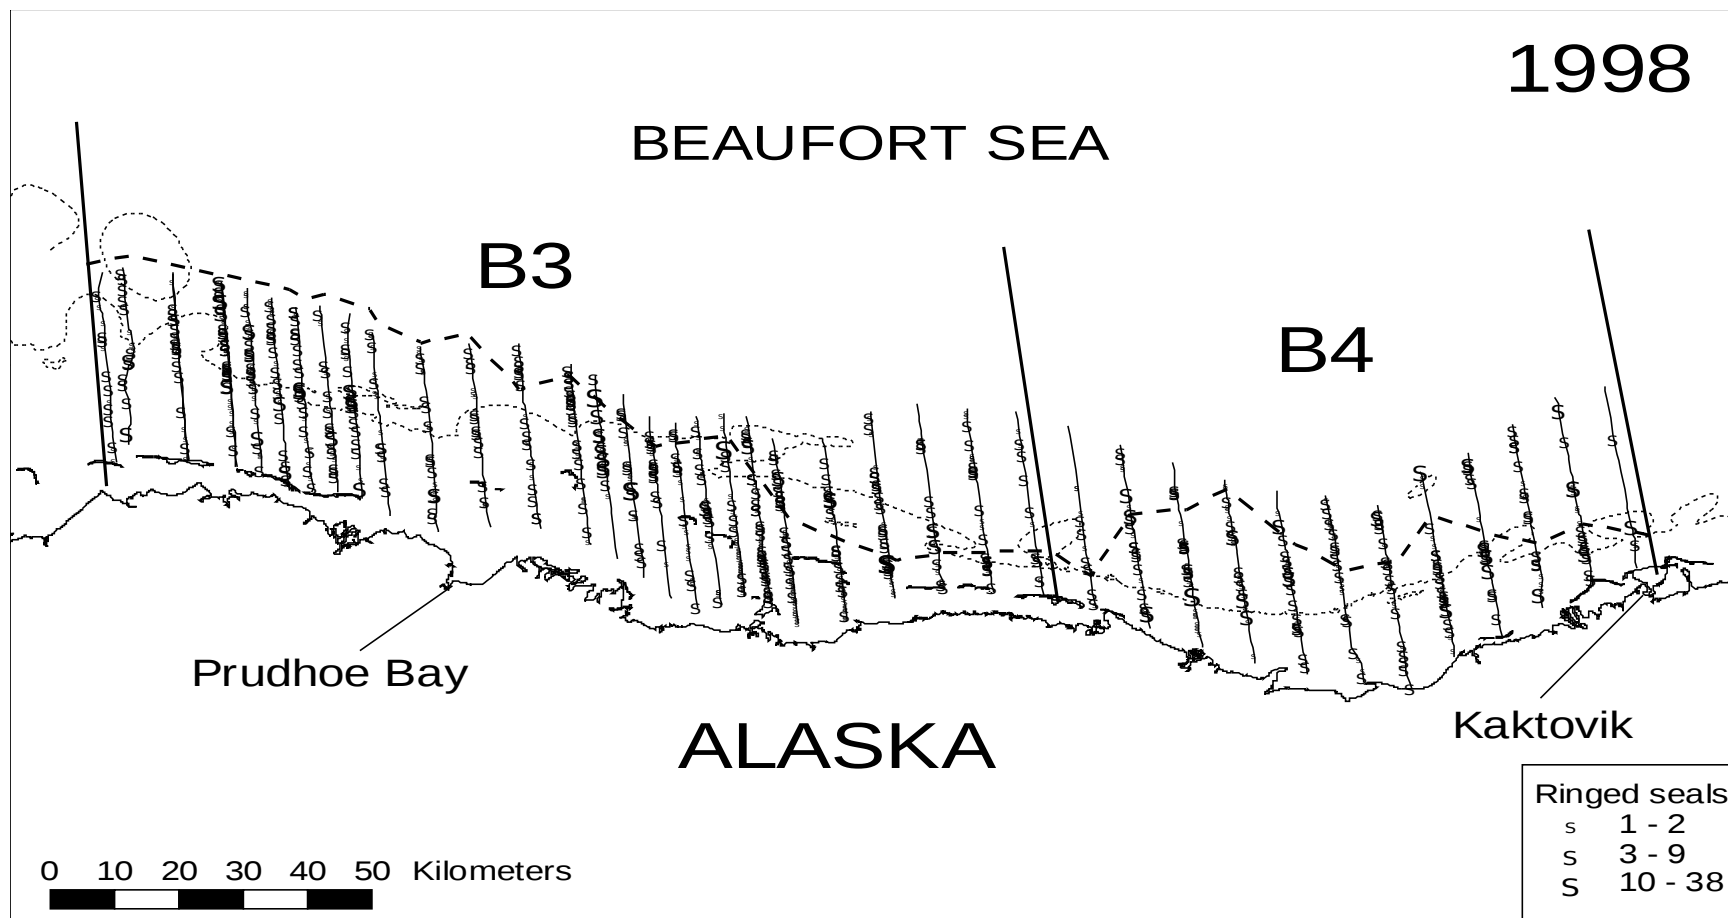 1998
BEAUFORT SEA
B3
B4
Prudhoe Bay
ALASKA
Kaktovik
Ringed seals
s 1 - 2
s 3 - 9
S 10 - 38
0 10 20 30 40 50 Kilometers